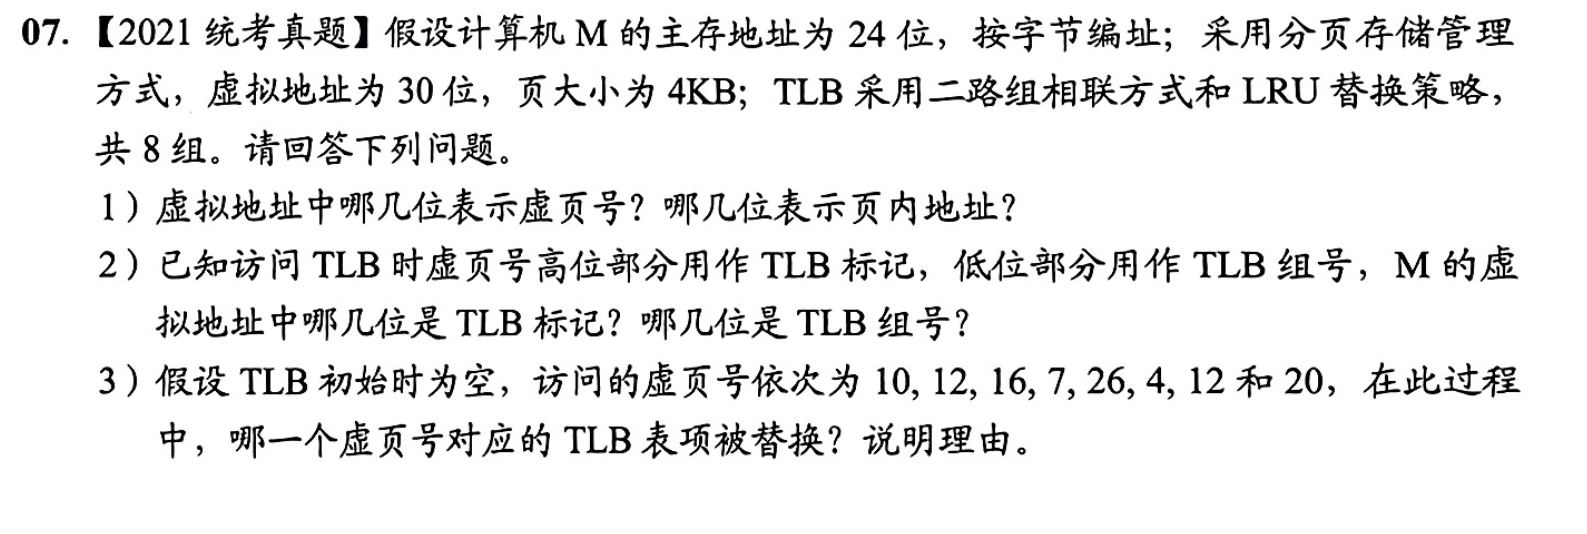 07.【2021 统考真题】假设计算机 M 的主存地址为 24 位，按字节编址；采用分页存储管理
方式，虚拟地址为 30 位，页大小为 4KB；TLB 采用二路组相联方式和 LRU 替换策略，
共 8 组。请回答下列问题。
1）虚拟地址中哪几位表示虚页号？哪几位表示页内地址？
2）已知访问 TLB 时虚页号高位部分用作 TLB 标记，低位部分用作 TLB 组号，M 的虚
拟地址中哪几位是 TLB 标记？哪几位是 TLB 组号？
3）假设 TLB 初始时为空，访问的虚页号依次为 10, 12, 16, 7, 26, 4, 12 和 20，在此过程
中，哪一个虚页号对应的 TLB 表项被替换？说明理由。